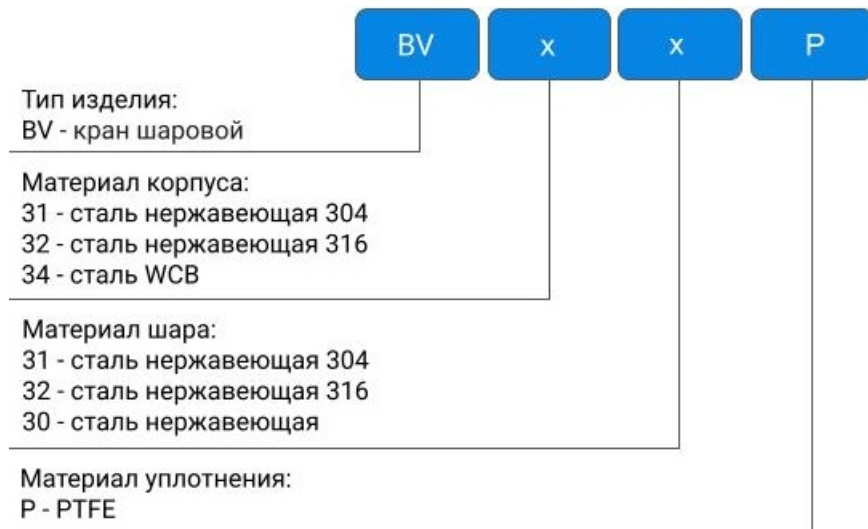 BV x x P
Тип изделия:
BV - кран шаровой
Материал корпуса:
31 - сталь нержавеющая 304
32 - сталь нержавеющая 316
34 - сталь WCB
Материал шара:
31 - сталь нержавеющая 304
32 - сталь нержавеющая 316
30 - сталь нержавеющая
Материал уплотнения:
P - PTFE